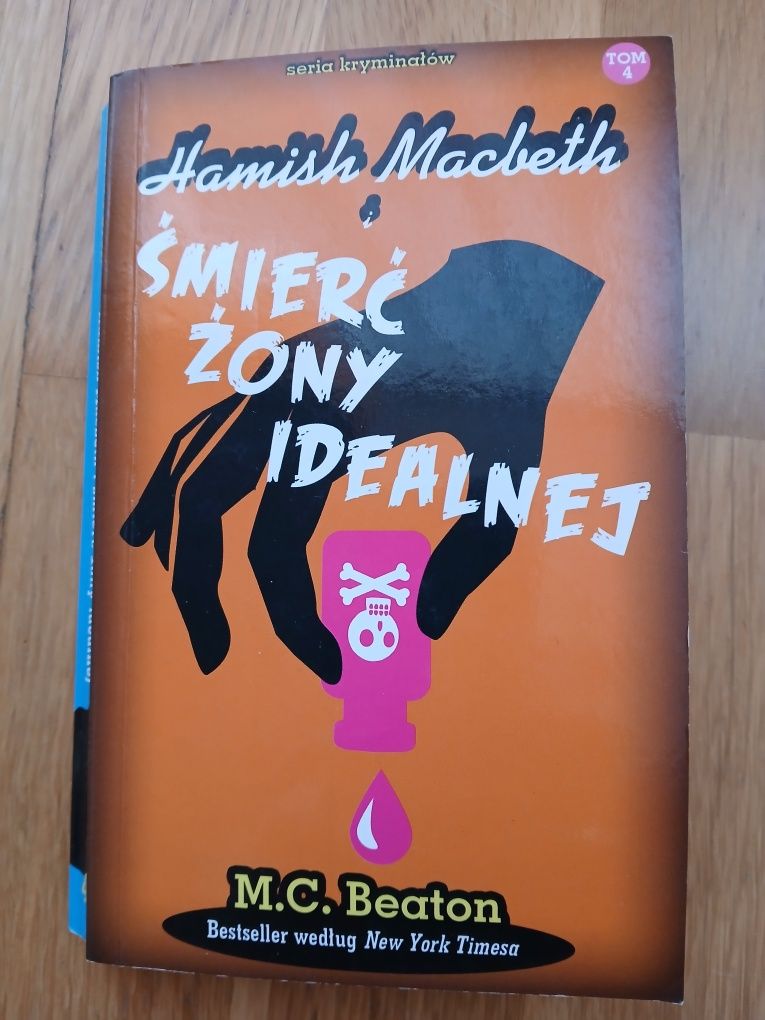 seria kryminałów
TOM
4
Hamish Macbeth
i
ŚMIERĆ
ŻONY
IDEALNEJ
M.C. Beaton
Bestseller według New York Timesa